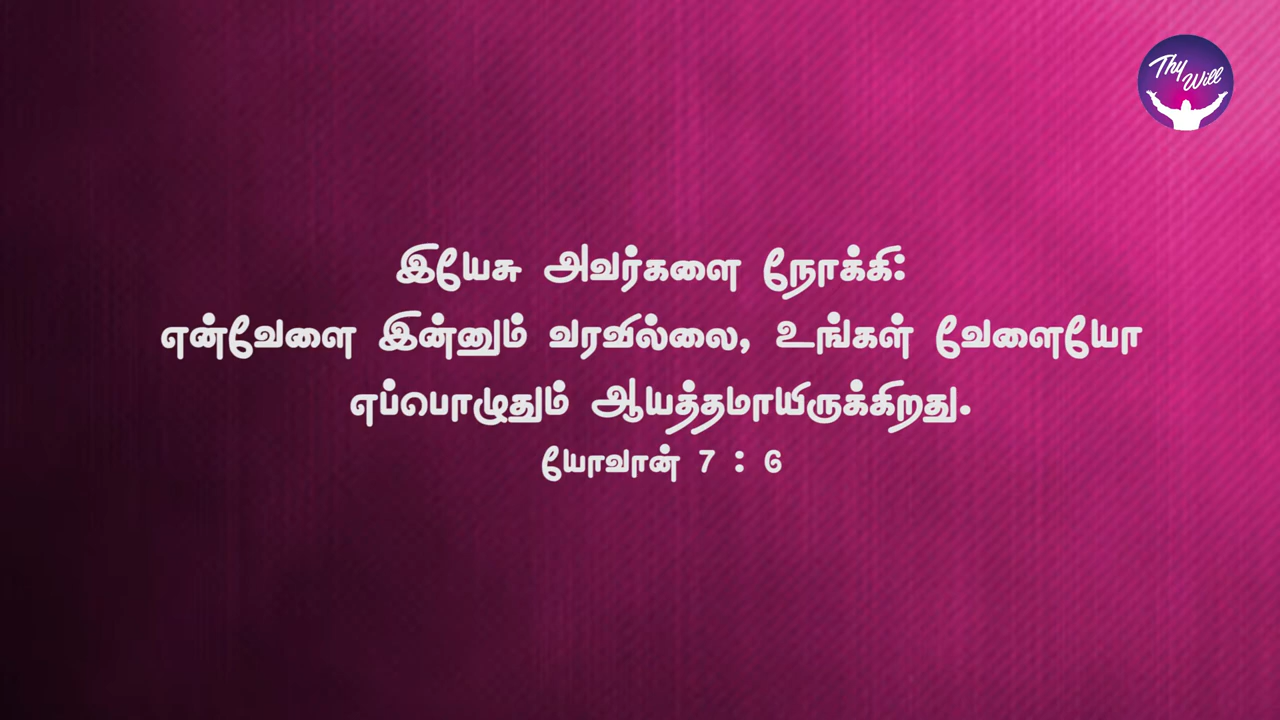 Thy Will
இயேசு அவர்களை நோக்கி:
என்வேளை இன்னும் வரவில்லை, உங்கள் வேளையோ
எப்பொழுதும் ஆயத்தமாயிருக்கிறது.
யோவான் 7 : 6